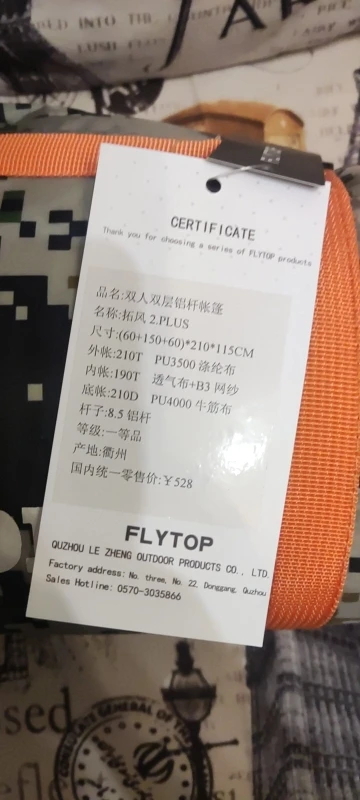 CERTIFICATE
Thank you for choosing a series of FLYTOP products
品名:双人双层铝杆帐篷
名称:拓风 2.PLUS
尺寸:(60+150+60)*210*115CM
外帐:210T PU3500 涤纶布
内帐:190T 透气布+B3 网纱
底帐:210D PU4000 牛筋布
杆子:8.5 铝杆
等级:一等品
产地:衢州
国内统一零售价:￥528
FLYTOP
QUZHOU LE ZHENG OUTDOOR PRODUCTS CO., LTD.
Factory address: No. three, No. 22, Donggang, Quzhou
Sales Hotline: 0570-3035866